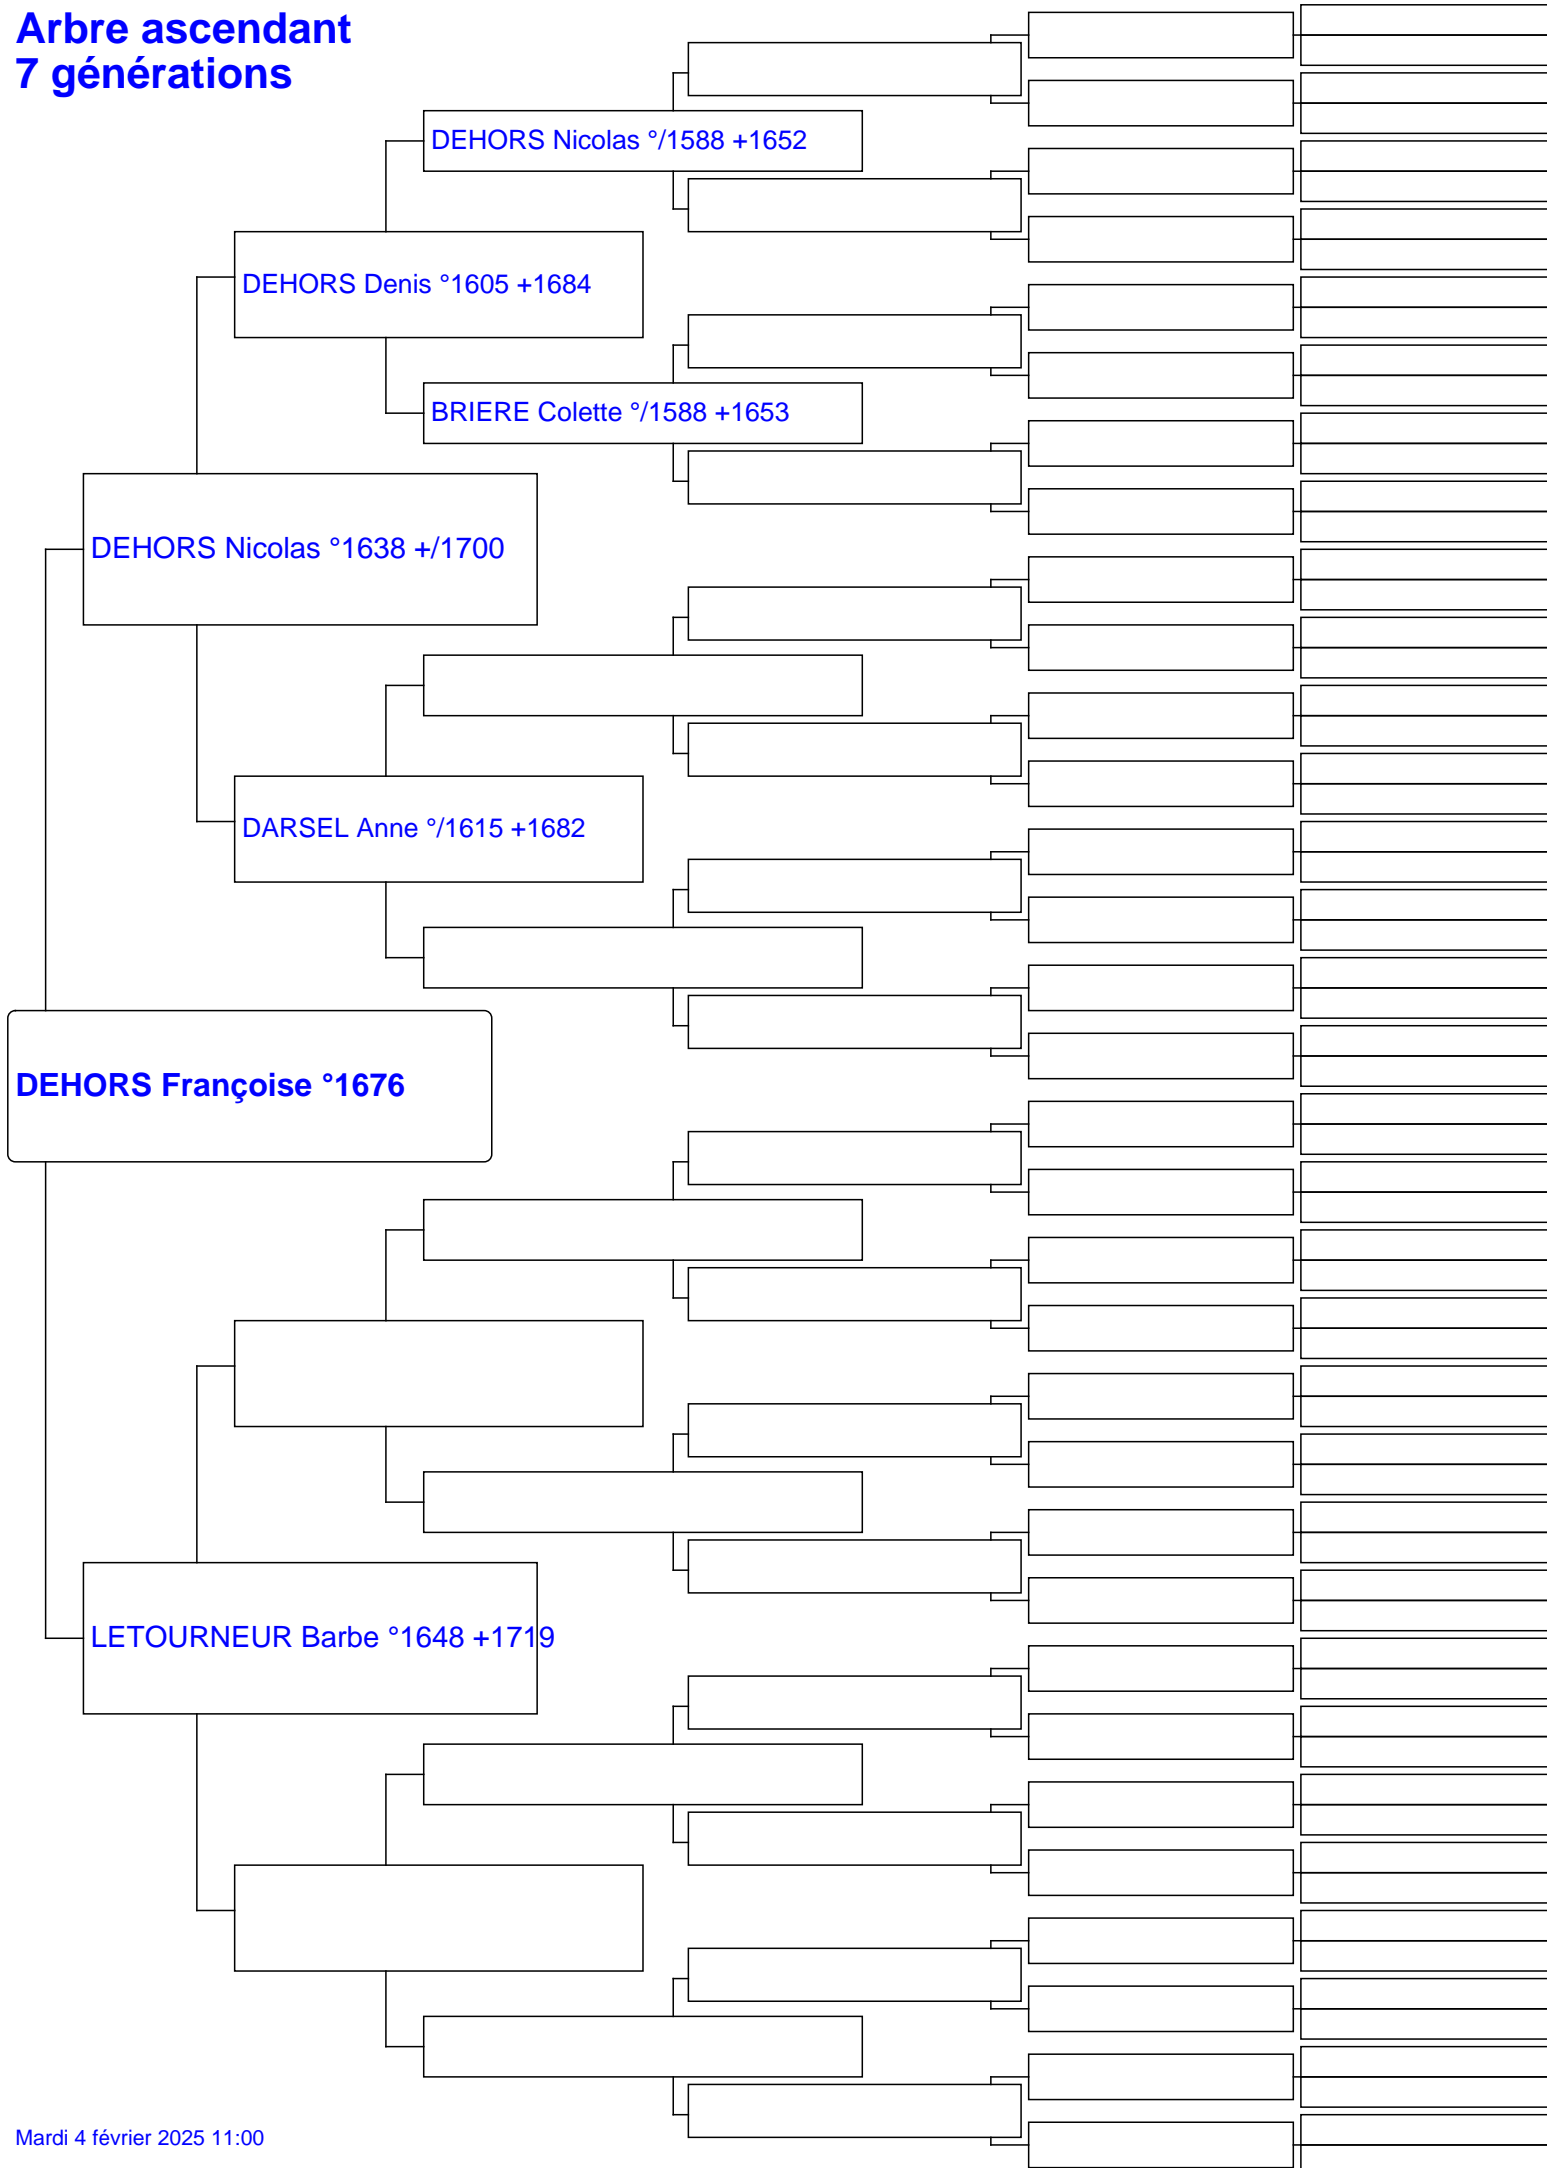 Arbre ascendant
7 générations
DEHORS Nicolas °/1588 +1652
DEHORS Denis °1605 +1684
BRIERE Colette °/1588 +1653
DEHORS Nicolas °1638 +/1700
DARSEL Anne °/1615 +1682
DEHORS Françoise °1676
LETOURNEUR Barbe °1648 +1719
Mardi 4 février 2025 11:00